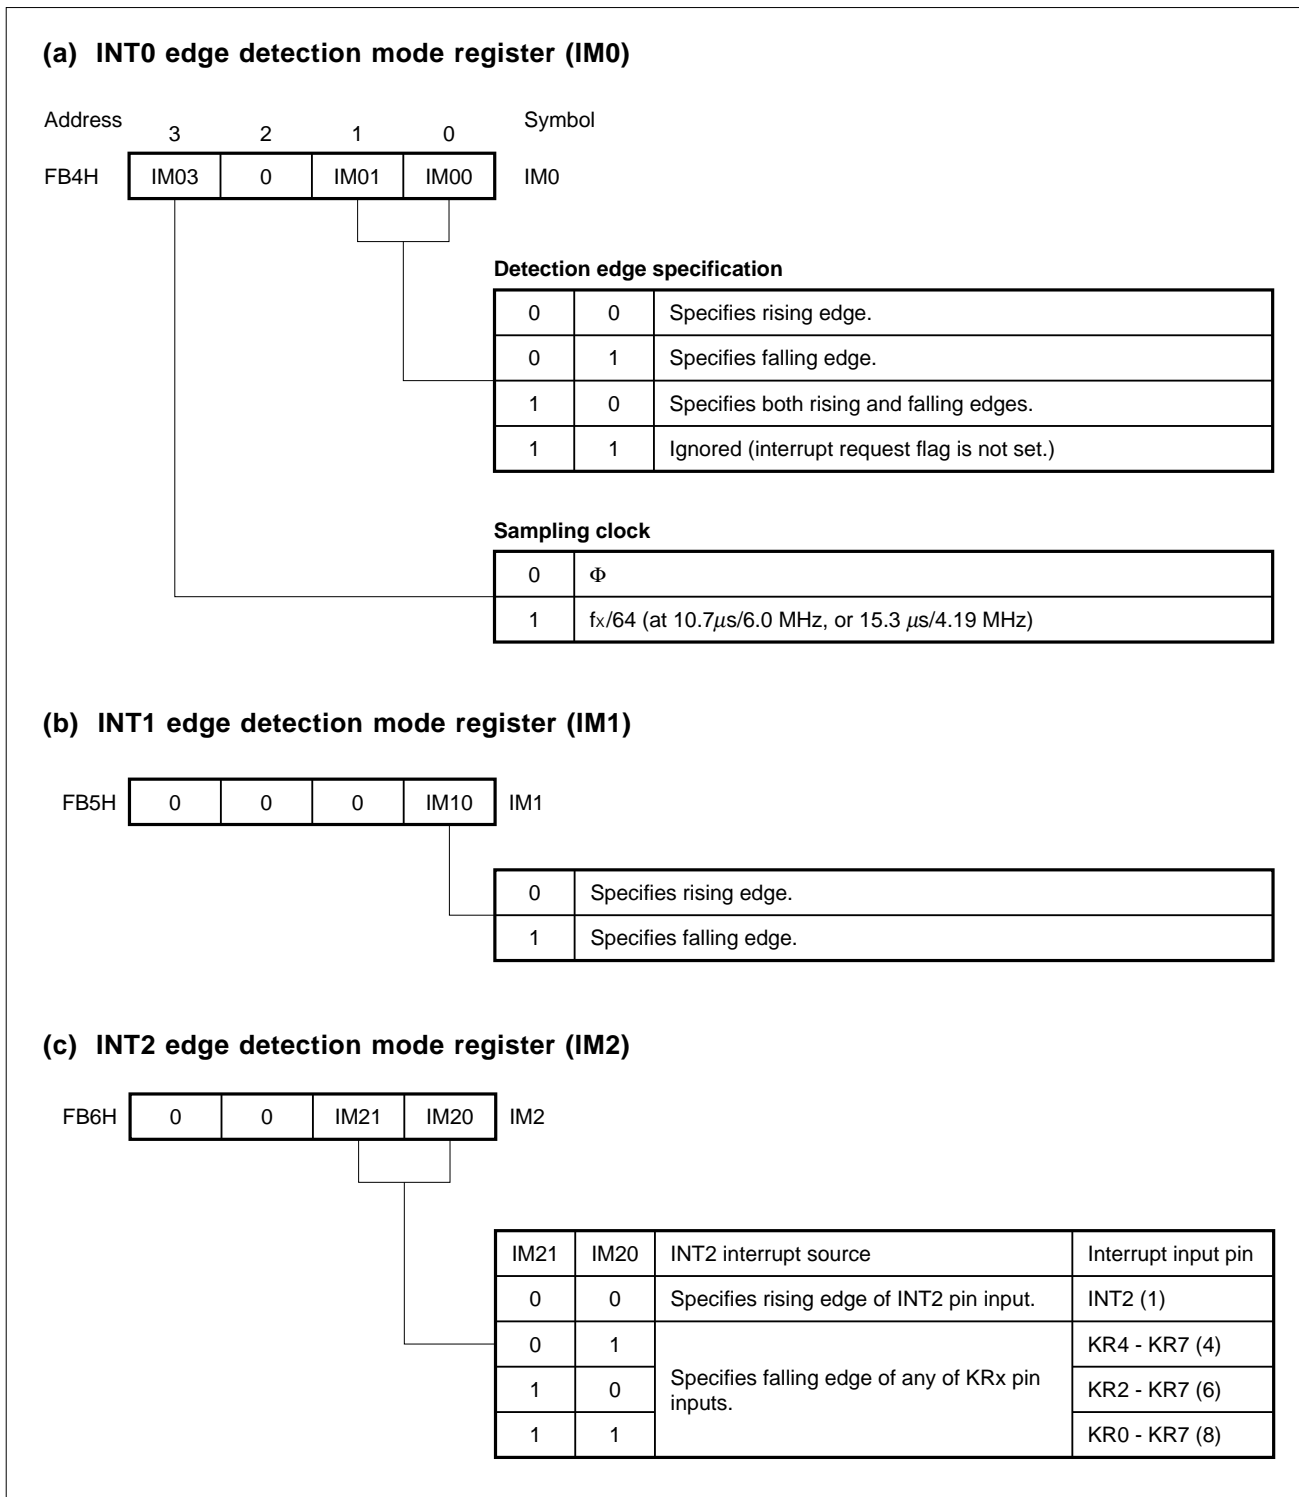 (a) INT0 edge detection mode register (IM0)
Address 3 2 1 0 Symbol
FB4H IM03 0 IM01 IM00 IM0
Detection edge specification
0 0 Specifies rising edge.
0 1 Specifies falling edge.
1 0 Specifies both rising and falling edges.
1 1 Ignored (interrupt request flag is not set.)
Sampling clock
0 Φ
1 fx/64 (at 10.7μs/6.0 MHz, or 15.3 μs/4.19 MHz)
(b) INT1 edge detection mode register (IM1)
FB5H 0 0 0 IM10 IM1
0 Specifies rising edge.
1 Specifies falling edge.
(c) INT2 edge detection mode register (IM2)
FB6H 0 0 IM21 IM20 IM2
IM21 IM20 INT2 interrupt source Interrupt input pin
0 0 Specifies rising edge of INT2 pin input. INT2 (1)
0 1 KR4 - KR7 (4)
Specifies falling edge of any of KRx pin
1 0 KR2 - KR7 (6)
inputs.
1 1 KR0 - KR7 (8)